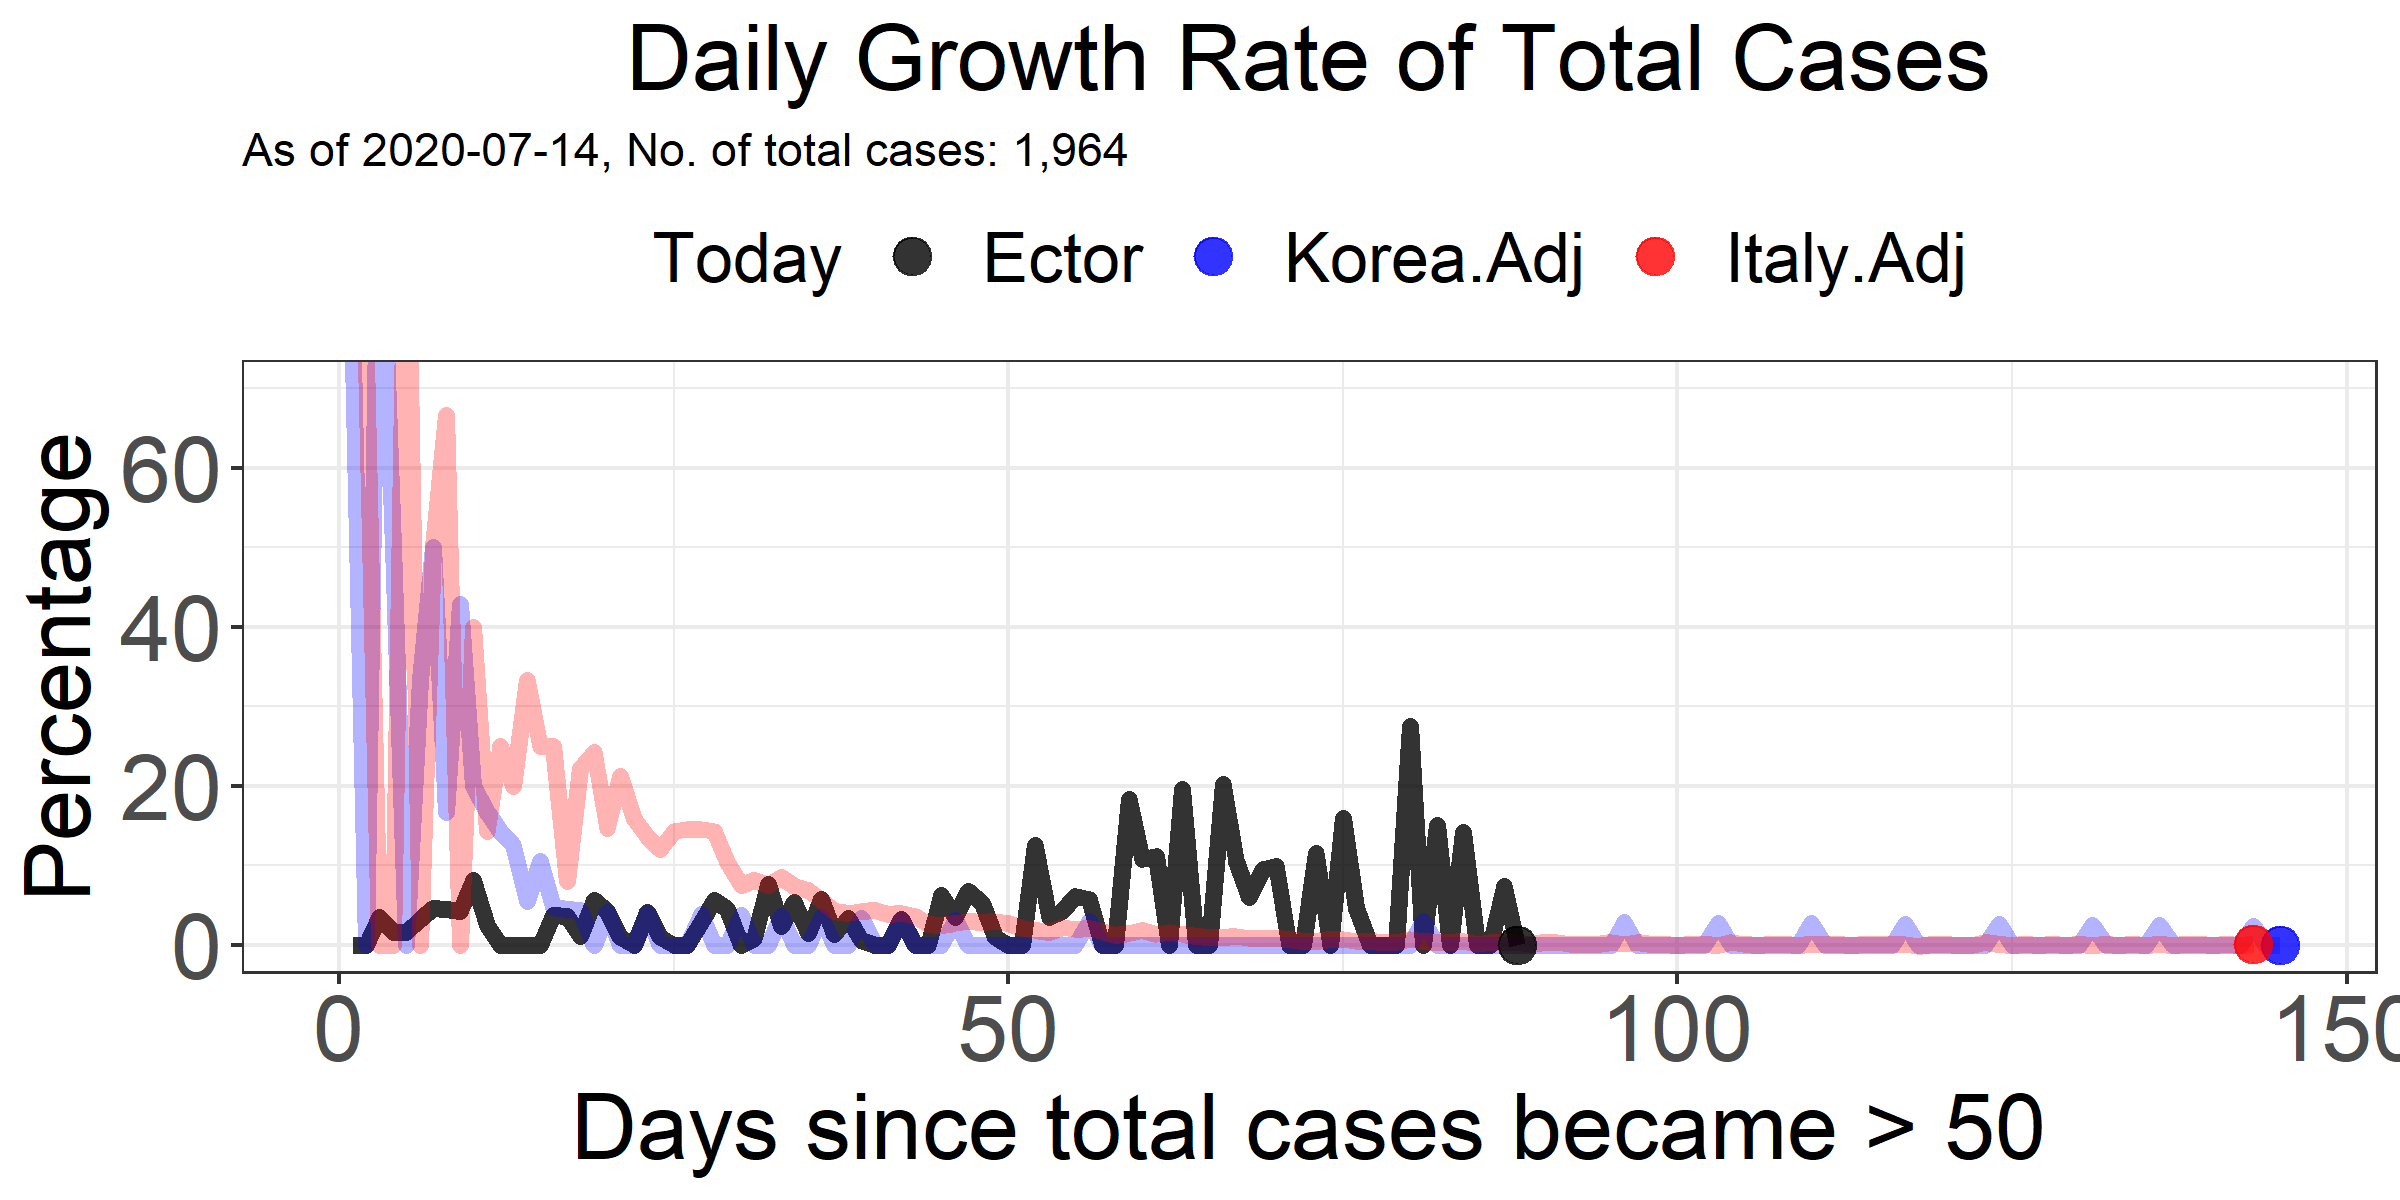 Daily Growth Rate of Total Cases
As of 2020-07-14, No. of total cases: 1,964
Today Ector Korea.Adj Italy.Adj
Percentage
60
40
20
0
0 50 100 150
Days since total cases became > 50